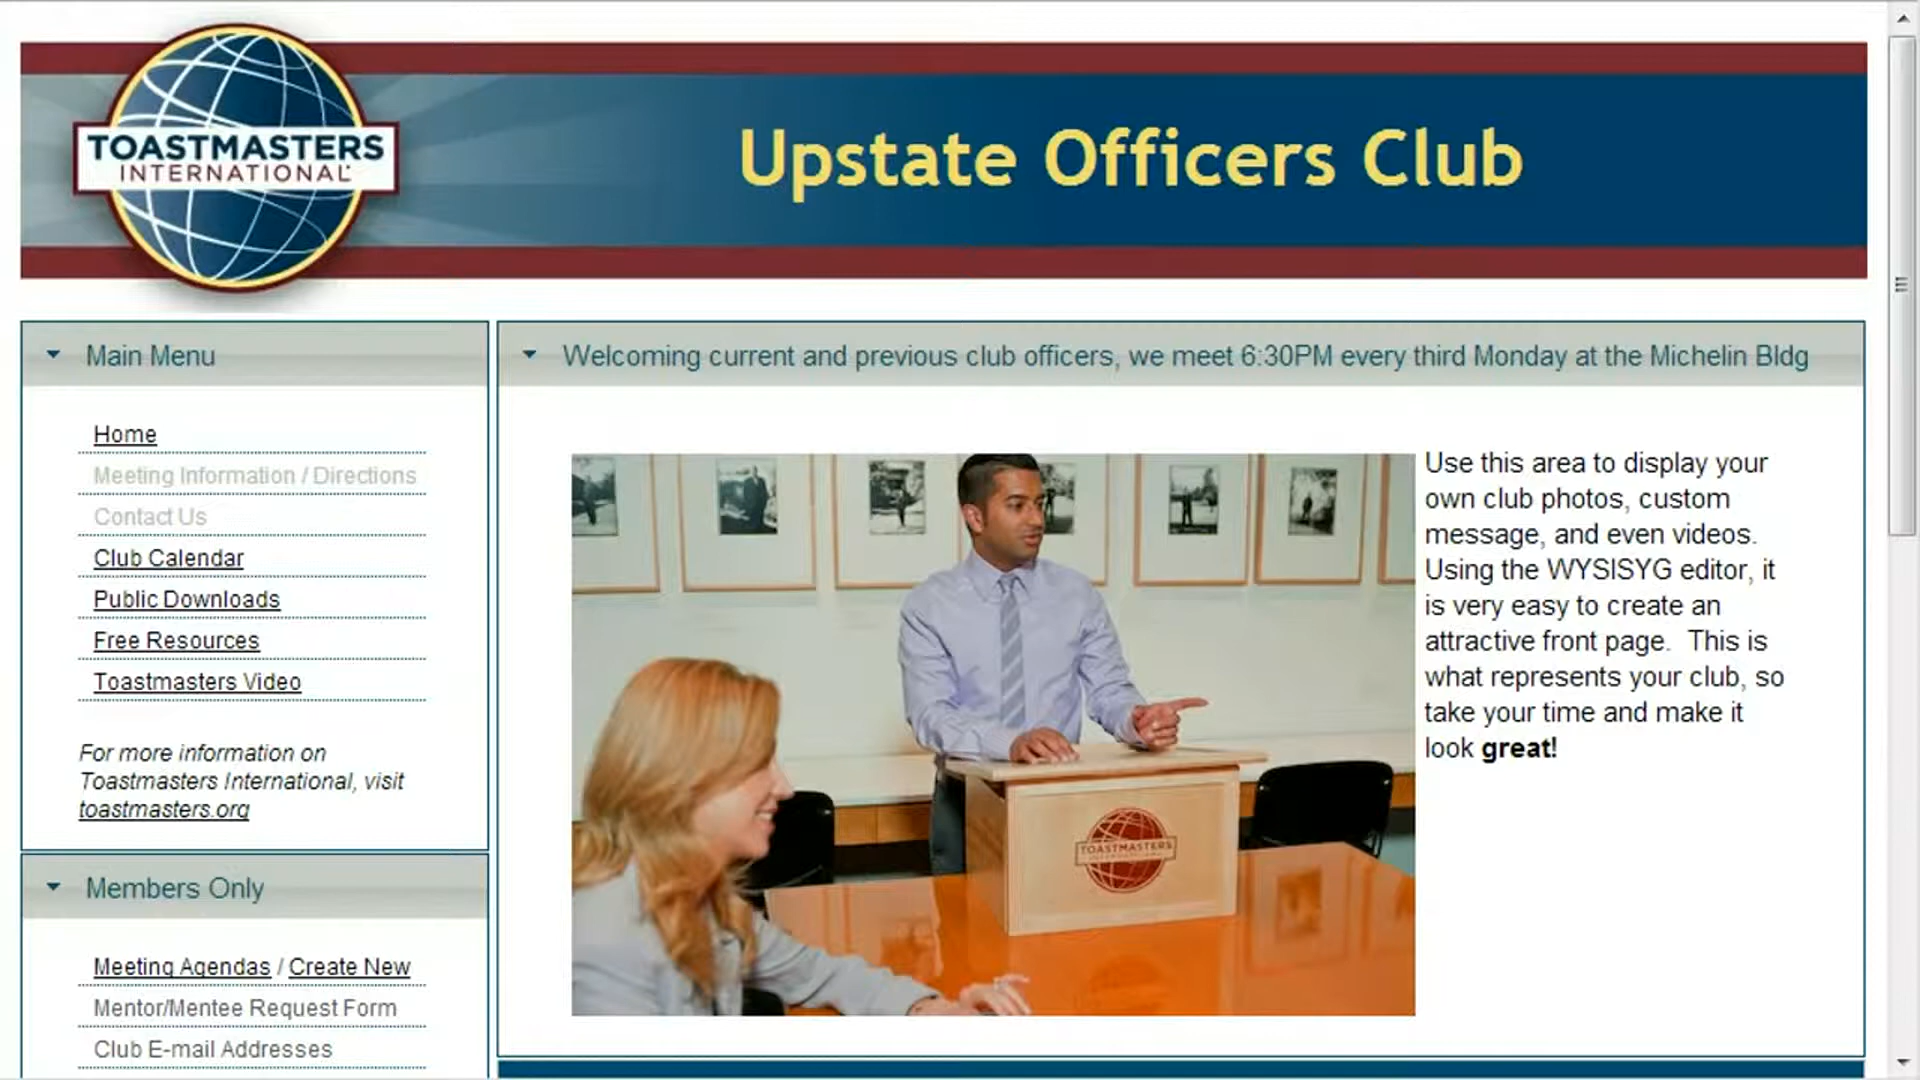 TOASTMASTERS
INTERNATIONAL
Upstate Officers Club
Main Menu
Home
Meeting Information / Directions
Contact Us
Club Calendar
Public Downloads
Free Resources
Toastmasters Video
For more information on
Toastmasters International, visit
toastmasters.org
Members Only
Meeting Agendas / Create New
Mentor/Mentee Request Form
Club E-mail Addresses
Welcoming current and previous club officers, we meet 6:30PM every third Monday at the Michelin Bldg
TOASTMASTERS
Use this area to display your
own club photos, custom
message, and even videos.
Using the WYSISYG editor, it
is very easy to create an
attractive front page. This is
what represents your club, so
take your time and make it
look great!